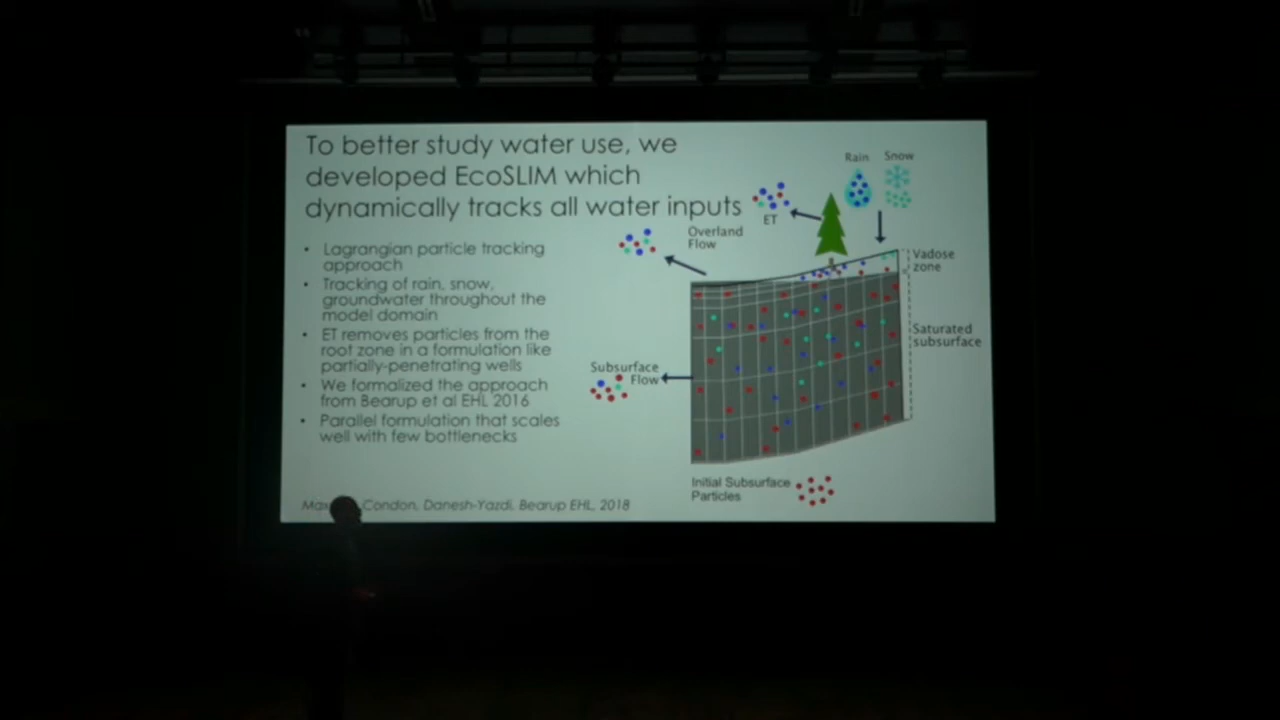 To better study water use, we
developed EcoSLIM which
dynamically tracks all water inputs
• Lagrangian particle tracking
approach
• Tracking of rain, snow,
groundwater throughout the
model domain
• ET removes particles from the
root zone in a formulation like
partially-penetrating wells
• We formalized the approach
from Bearup et al EHL 2016
• Parallel formulation that scales
well with few bottlenecks
Condon, Danesh-Yazdi, Bearup EHL, 2018
Rain
Snow
ET
Overland
Flow
Vadose
zone
Saturated
subsurface
Subsurface
Flow
Initial Subsurface
Particles